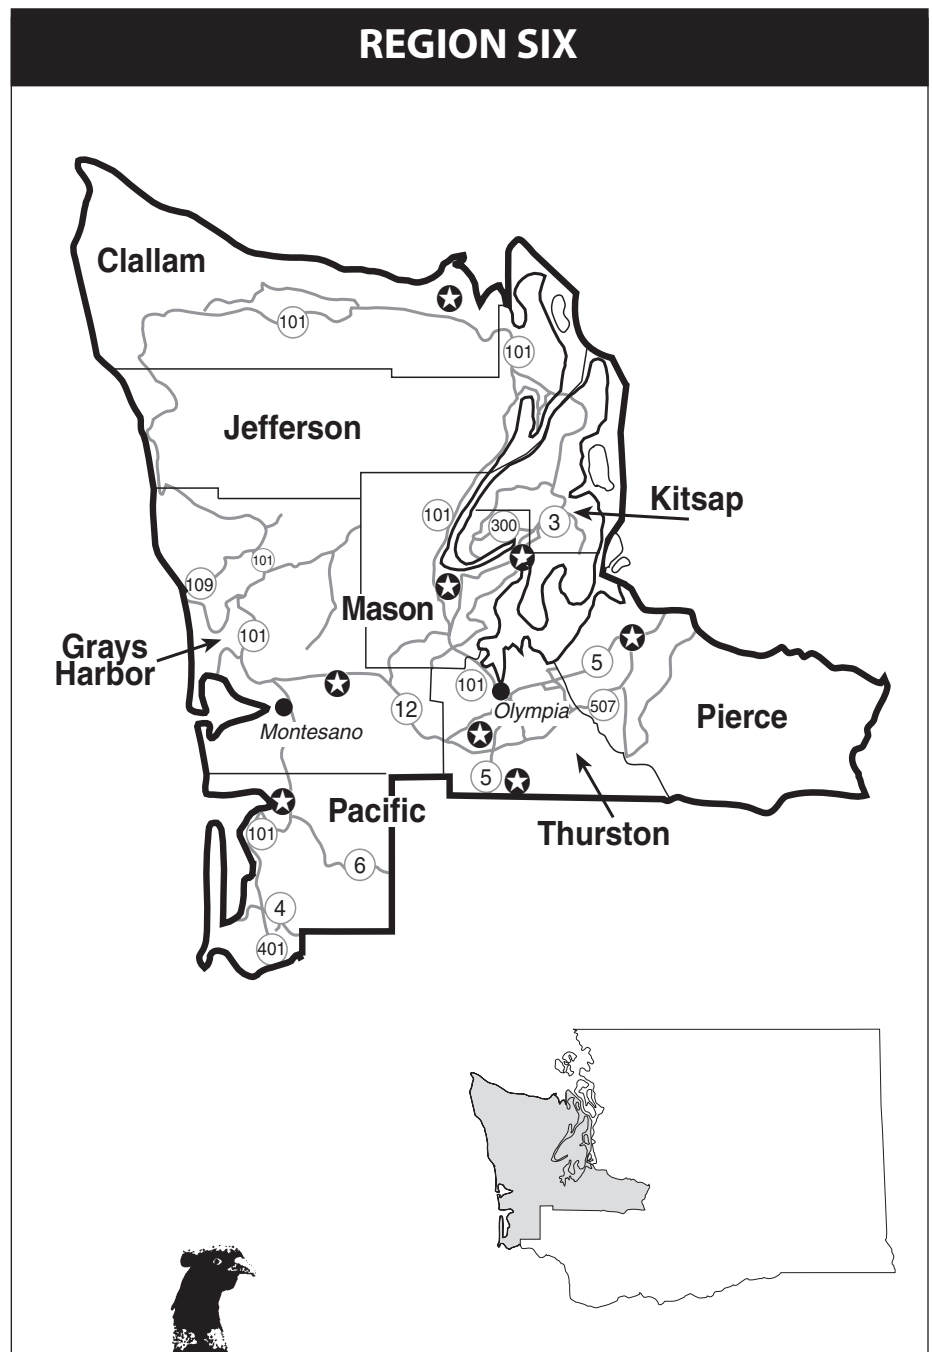 REGION SIX
Clallam
101
101
Jefferson
Kitsap
101
300
3
101
109
Mason
101
Grays
Harbor
5
101
507
12
Olympia
Pierce
Montesano
5
Pacific
Thurston
101
6
4
401